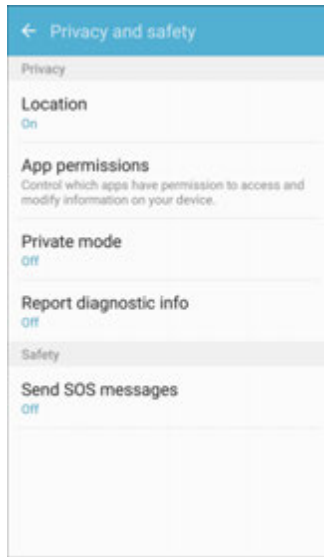 Privacy and safety
Privacy
Location
On
App permissions
Control which apps have permission to access and
modify information on your device.
Private mode
Off
Report diagnostic info
Off
Safety
Send SOS messages
Off